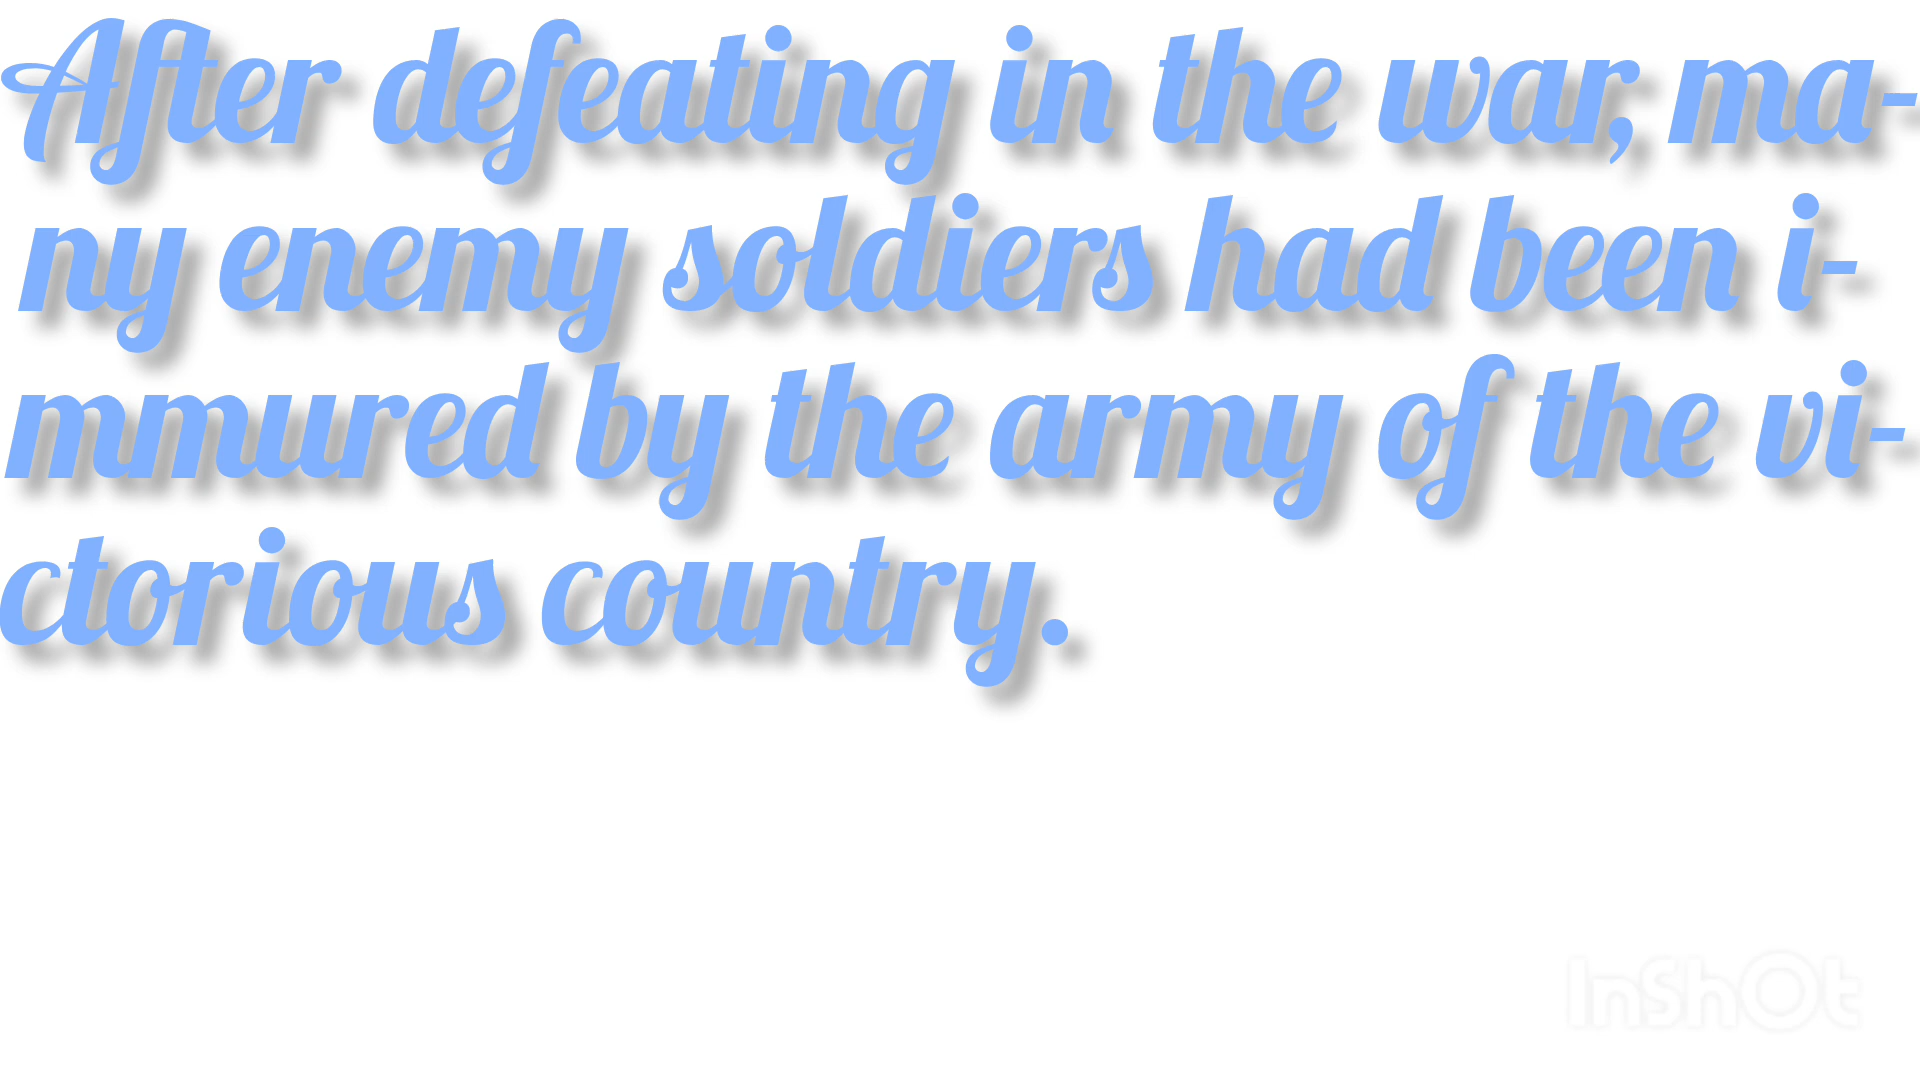 After defeating in the war, ma-
ny enemy soldiers had been i-
mmured by the army of the vi-
ctorious country.
InShOt